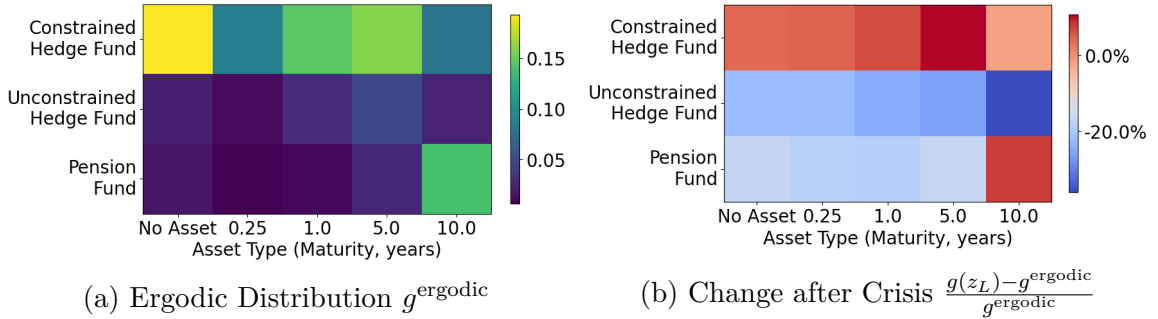 Constrained
Hedge Fund
Unconstrained
Hedge Fund
Pension
Fund
No Asset 0.25 1.0 5.0 10.0
Asset Type (Maturity, years)
0.15
0.10
0.05
(a) Ergodic Distribution g^ergodic
Constrained
Hedge Fund
Unconstrained
Hedge Fund
Pension
Fund
No Asset 0.25 1.0 5.0 10.0
Asset Type (Maturity, years)
0.0%
-20.0%
(b) Change after Crisis \frac{g(z_L)-g^{ergodic}}{g^{ergodic}}